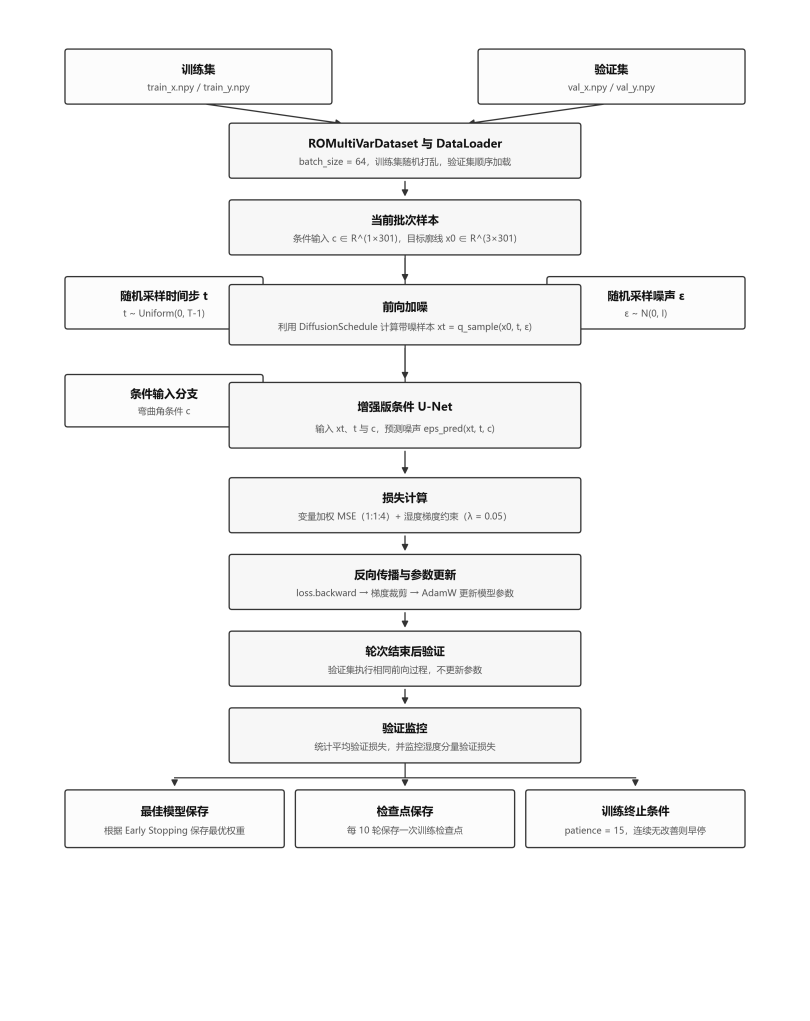 训练集
train_x.npy / train_y.npy
验证集
val_x.npy / val_y.npy
ROMultiVarDataset 与 DataLoader
batch_size = 64，训练集随机打乱，验证集顺序加载
当前批次样本
条件输入 c ∈ R^(1×301)，目标廓线 x0 ∈ R^(3×301)
随机采样时间步 t
t ~ Uniform(0, T-1)
前向加噪
利用 DiffusionSchedule 计算带噪样本 xt = q_sample(x0, t, ε)
随机采样噪声 ε
ε ~ N(0, I)
条件输入分支
弯曲角条件 c
增强版条件 U-Net
输入 xt、t 与 c，预测噪声 eps_pred(xt, t, c)
损失计算
变量加权 MSE（1:1:4）+ 湿度梯度约束（λ = 0.05）
反向传播与参数更新
loss.backward → 梯度裁剪 → AdamW 更新模型参数
轮次结束后验证
验证集执行相同前向过程，不更新参数
验证监控
统计平均验证损失，并监控湿度分量验证损失
最佳模型保存
根据 Early Stopping 保存最优权重
检查点保存
每 10 轮保存一次训练检查点
训练终止条件
patience = 15，连续无改善则早停